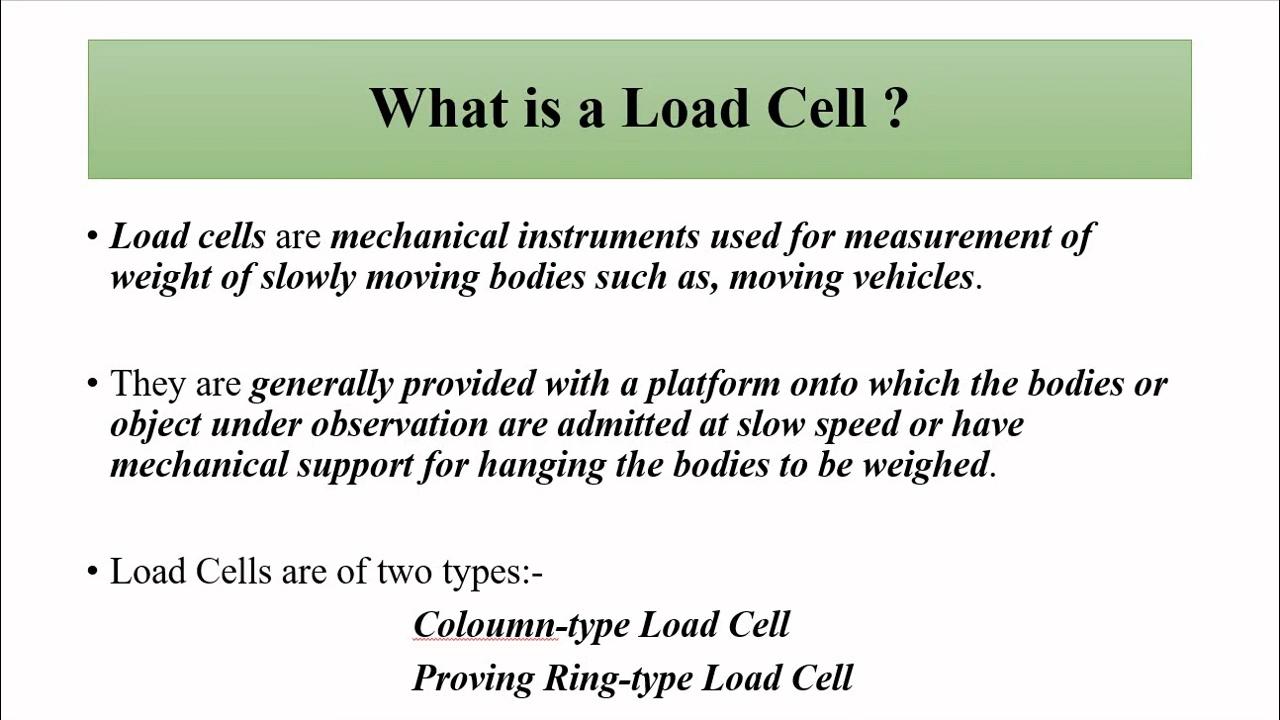 What is a Load Cell ?
• Load cells are mechanical instruments used for measurement of
weight of slowly moving bodies such as, moving vehicles.
• They are generally provided with a platform onto which the bodies or
object under observation are admitted at slow speed or have
mechanical support for hanging the bodies to be weighed.
• Load Cells are of two types:-
Coloumn-type Load Cell
Proving Ring-type Load Cell